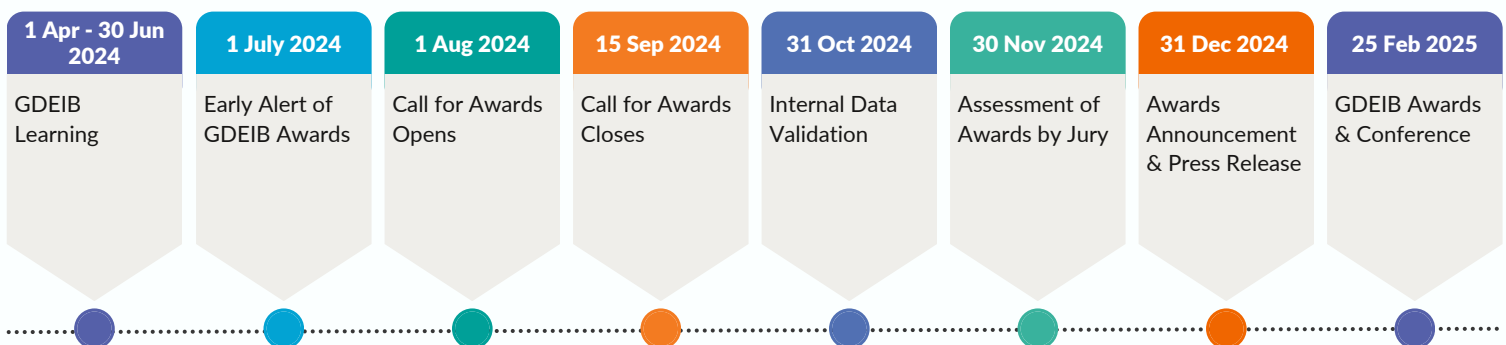 1 Apr - 30 Jun
2024
GDEIB
Learning
1 July 2024
Early Alert of
GDEIB Awards
1 Aug 2024
Call for Awards
Opens
15 Sep 2024
Call for Awards
Closes
31 Oct 2024
Internal Data
Validation
30 Nov 2024
Assessment of
Awards by Jury
31 Dec 2024
Awards
Announcement
& Press Release
25 Feb 2025
GDEIB Awards
& Conference